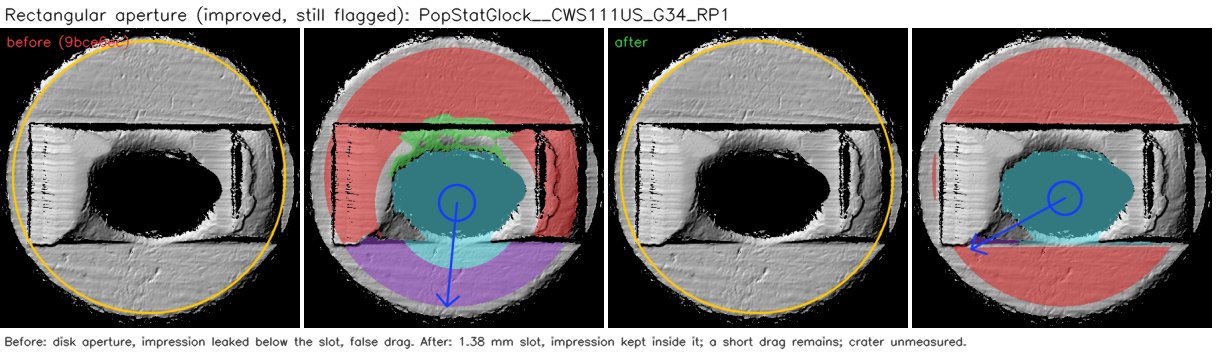 Rectangular aperture (improved, still flagged): PopStatGlock__CWS111US_G34_RP1
before (9bce6ec)
after
Before: disk aperture, impression leaked below the slot, false drag. After: 1.38 mm slot, impression kept inside it; a short drag remains; crater unmeasured.